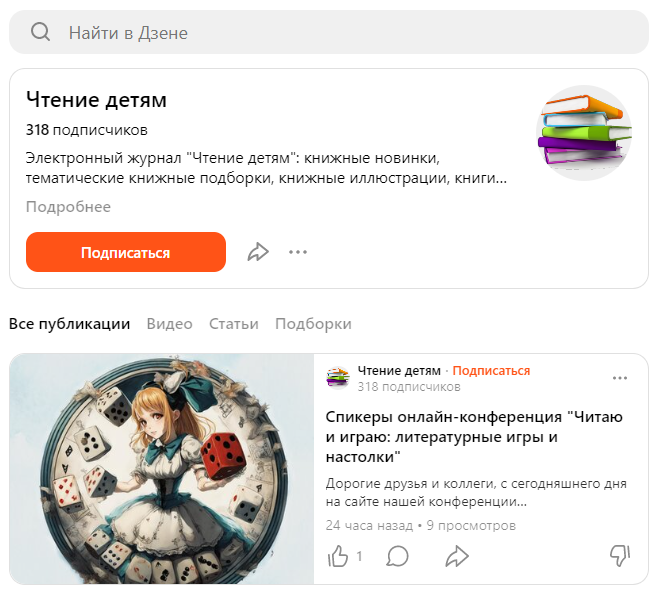 Найти в Дзене
Чтение детям
318 подписчиков
Электронный журнал "Чтение детям": книжные новинки,
тематические книжные подборки, книжные иллюстрации, книги...
Подробнее
Подписаться
Все публикации Видео Статьи Подборки
Чтение детям · Подписаться
318 подписчиков
Спикеры онлайн-конференция "Читаю
и играю: литературные игры и
настолки"
Дорогие друзья и коллеги, с сегодняшнего дня
на сайте нашей конференции...
24 часа назад • 9 просмотров
1